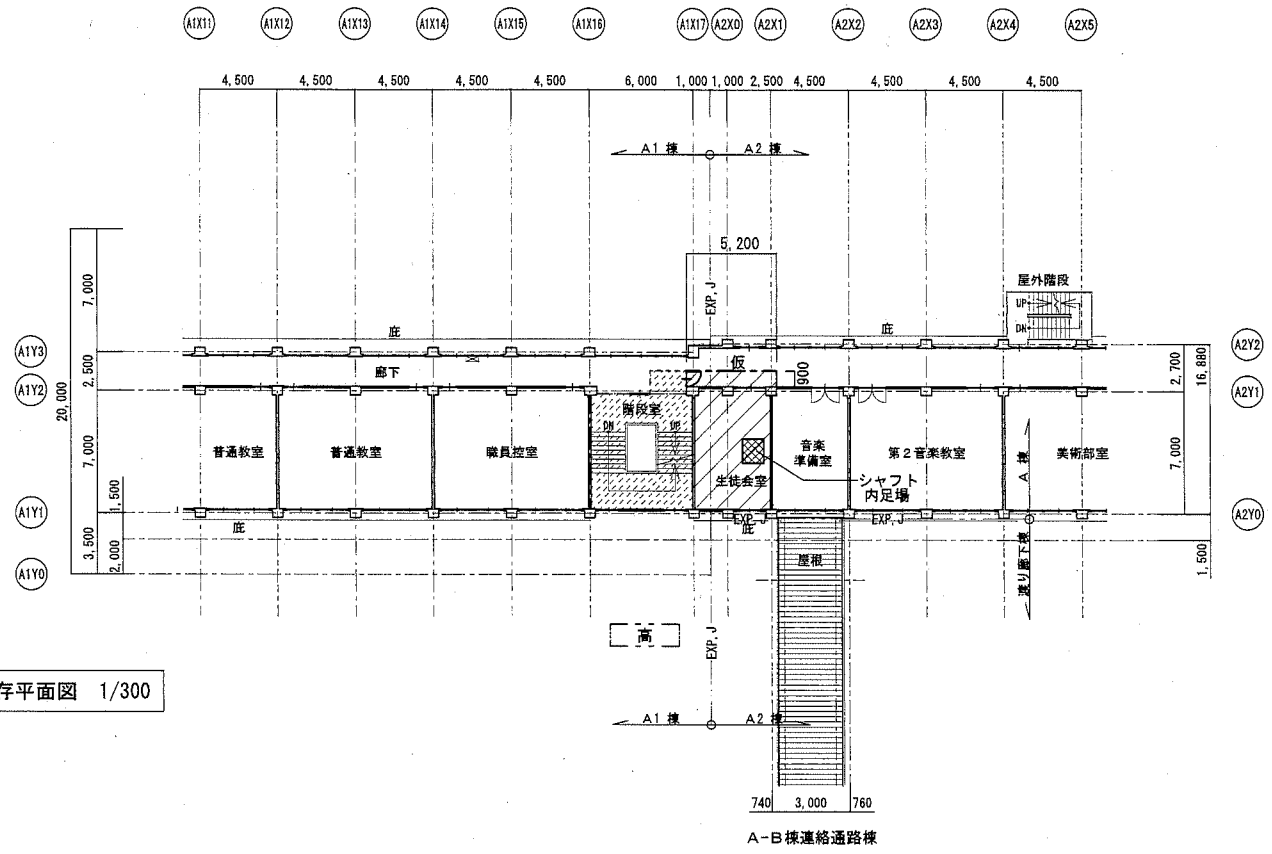 A1X11 A1X12 A1X13 A1X14 A1X15 A1X16 A1X17 A2X0 A2X1 A2X2 A2X3 A2X4 A2X5
4,500 4,500 4,500 4,500 4,500 6,000 1,000 1,000 2,500 4,500 4,500 4,500 4,500
A1 棟 A2 棟
5,200
EXP.J
屋外階段
UP
DN
庇 庇
A1Y3
A1Y2
A1Y1
A1Y0
20,000
7,000
2,500
7,000
3,500
1,500
2,000
A2Y2
A2Y1
A2Y0
2,700
16,880
7,000
1,500
廊下
仮
900
階段室
DN UP
普通教室 普通教室 職員控室
生徒会室
音楽
準備室
第2音楽教室
美術部室
シャフト
内足場
A 棟
渡り廊下棟
庇
EXP.J
庇
EXP.J
屋根
高
EXP.J
A1 棟 A2 棟
存平面図 1/300
740 3,000 760
A-B棟連絡通路棟